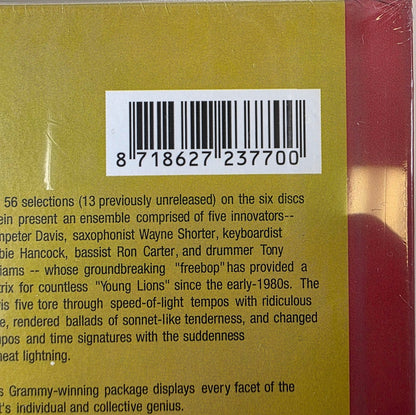 8 718627 237700
56 selections (13 previously unreleased) on the six discs
ein present an ensemble comprised of five innovators--
mpeter Davis, saxophonist Wayne Shorter, keyboardist
bie Hancock, bassist Ron Carter, and drummer Tony
iams -- whose groundbreaking "freebop" has provided a
trix for countless "Young Lions" since the early-1980s. The
vis five tore through speed-of-light tempos with ridiculous
e, rendered ballads of sonnet-like tenderness, and changed
pos and time signatures with the suddenness
heat lightning.
s Grammy-winning package displays every facet of the
t's individual and collective genius.